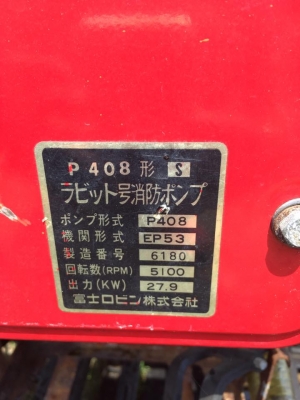 P408形 S
ラビット号消防ポンプ
ポンプ形式 P408
機関形式 EP53
製造番号 6180
回転数(RPM) 5100
出力(KW) 27.9
富士ロビン株式会社